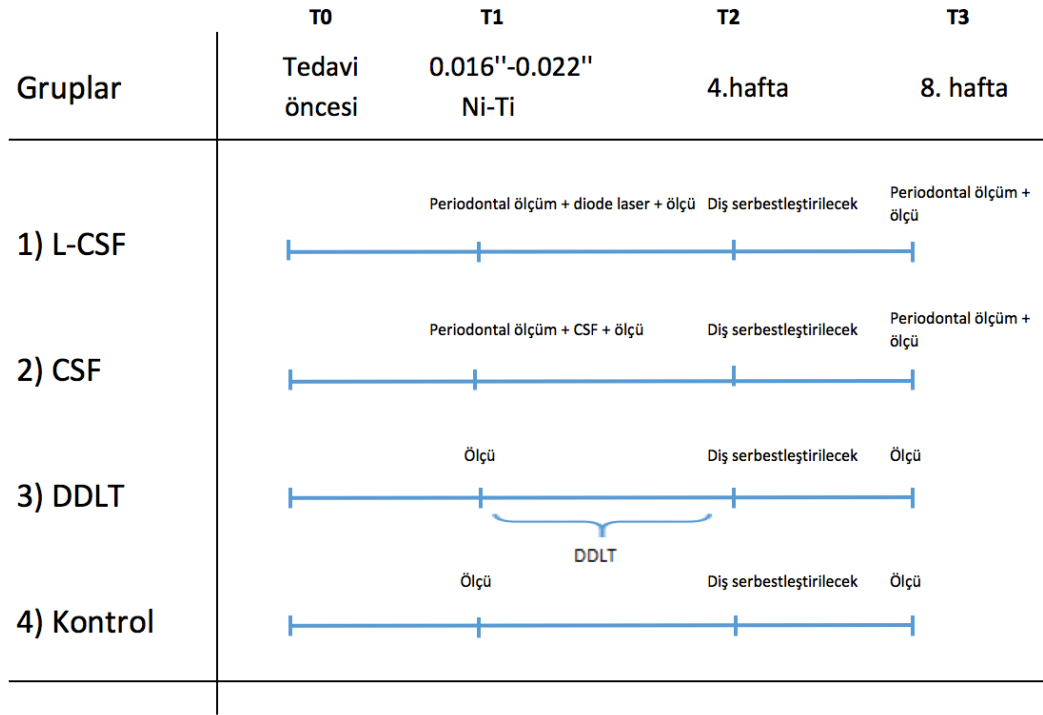 T0 T1 T2 T3
Gruplar
Tedavi
öncesi
0.016''-0.022''
Ni-Ti
4.hafta
8. hafta
1) L-CSF
Periodontal ölçüm + diode laser + ölçü
Diş serbestleştirilecek
Periodontal ölçüm +
ölçü
2) CSF
Periodontal ölçüm + CSF + ölçü
Diş serbestleştirilecek
Periodontal ölçüm +
ölçü
3) DDLT
Ölçü
Diş serbestleştirilecek
Ölçü
DDLT
4) Kontrol
Ölçü
Diş serbestleştirilecek
Ölçü